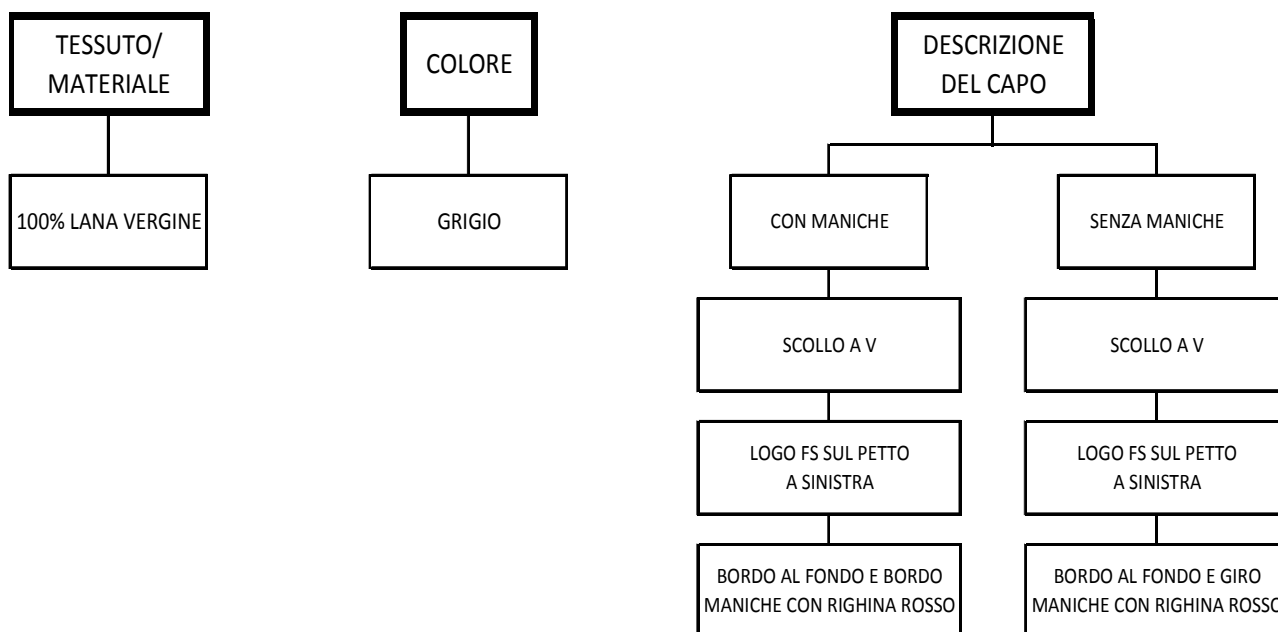 TESSUTO/
MATERIALE
COLORE
DESCRIZIONE
DEL CAPO
100% LANA VERGINE
GRIGIO
CON MANICHE
SENZA MANICHE
SCOLLO A V
SCOLLO A V
LOGO FS SUL PETTO
A SINISTRA
LOGO FS SUL PETTO
A SINISTRA
BORDO AL FONDO E BORDO
MANICHE CON RIGHINA ROSSO
BORDO AL FONDO E GIRO
MANICHE CON RIGHINA ROSSO